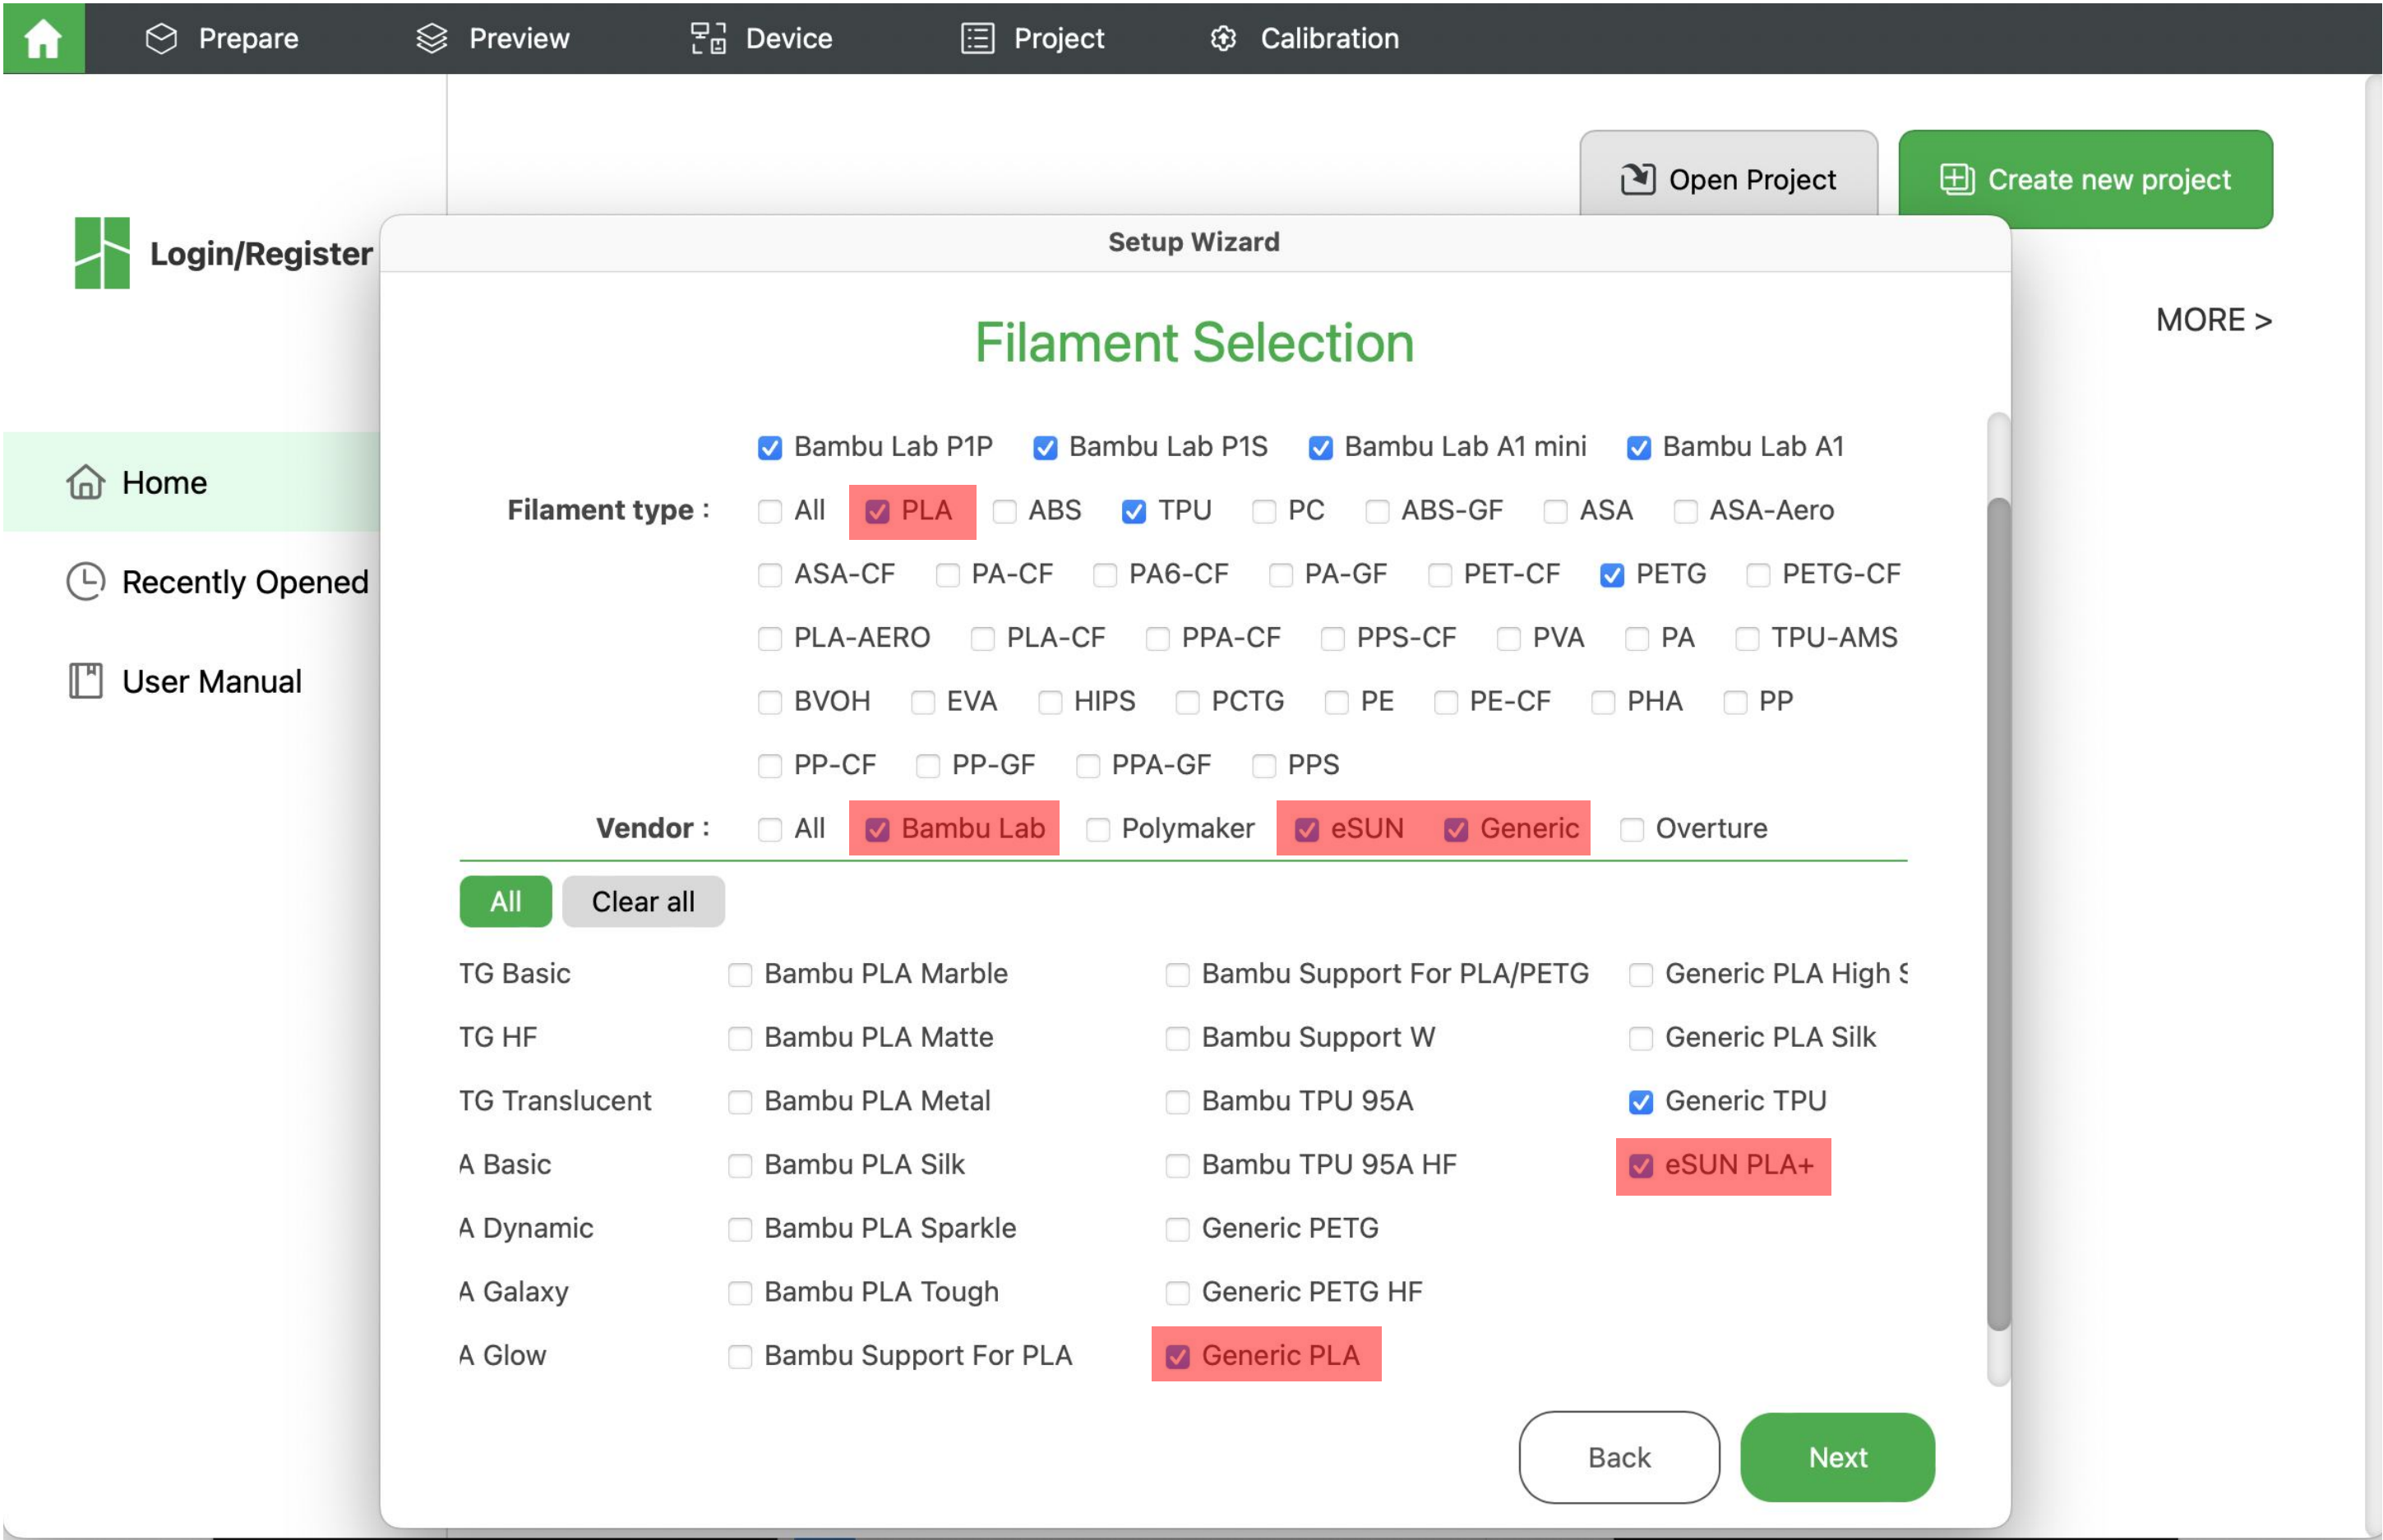 Prepare Preview Device Project Calibration
Open Project Create new project
Login/Register
Setup Wizard
MORE >
Filament Selection
Bambu Lab P1P Bambu Lab P1S Bambu Lab A1 mini Bambu Lab A1
Home
Filament type : All PLA ABS TPU PC ABS-GF ASA ASA-Aero
Recently Opened
ASA-CF PA-CF PA6-CF PA-GF PET-CF PETG PETG-CF
PLA-AERO PLA-CF PPA-CF PPS-CF PVA PA TPU-AMS
User Manual
BVOH EVA HIPS PCTG PE PE-CF PHA PP
PP-CF PP-GF PPA-GF PPS
Vendor : All Bambu Lab Polymaker eSUN Generic Overture
All Clear all
TG Basic Bambu PLA Marble Bambu Support For PLA/PETG Generic PLA High
TG HF Bambu PLA Matte Bambu Support W Generic PLA Silk
TG Translucent Bambu PLA Metal Bambu TPU 95A Generic TPU
A Basic Bambu PLA Silk Bambu TPU 95A HF eSUN PLA+
A Dynamic Bambu PLA Sparkle Generic PETG
A Galaxy Bambu PLA Tough Generic PETG HF
A Glow Bambu Support For PLA Generic PLA
Back Next